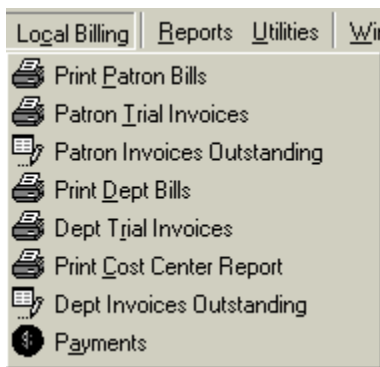 Local Billing Reports Utilities
Print Patron Bills
Patron Trial Invoices
Patron Invoices Outstanding
Print Dept Bills
Dept Trial Invoices
Print Cost Center Report
Dept Invoices Outstanding
Payments